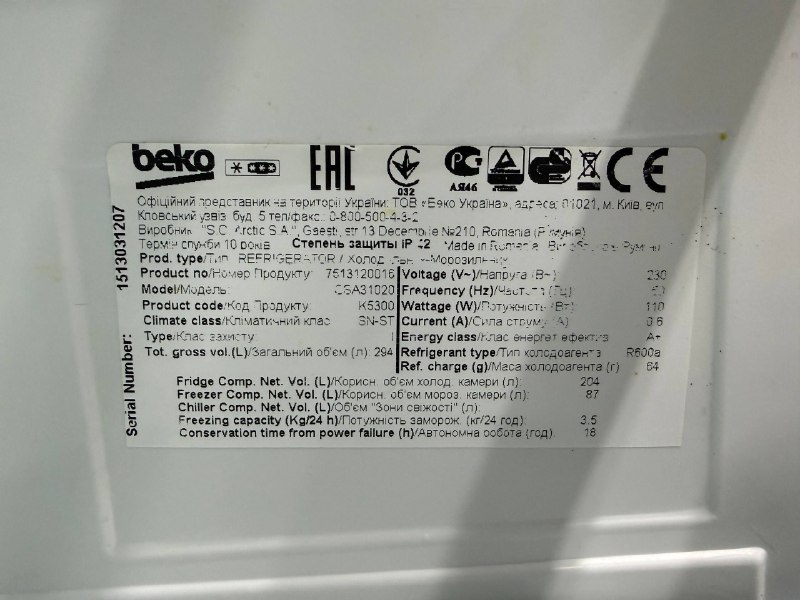 beko
EAL 032 PC АЯ46 CE
Офіційний представник на території України: ТОВ «Беко Україна», адреса: 01021, м. Київ, вул
Кловський узвіз буд. 5 тел/факс.: 0-800-500-4-3-2
Виробник "S.C. Arctic S.A.", Gaesti, str 13 Decembrie №210, Romania (Румунія)
Термін служби 10 років Степень защиты IP 42 Made in Romania
Prod. type/Тип REFRIGERATOR / Морозильник
Product no/Номер Продукту: 7513120016
Model/Модель: CSA31020
Product code/Код Продукту: K5300
Climate class/Кліматичний клас SN-ST
Type/Клас захисту I
Tot. gross vol.(L)/Загальний об'єм (л): 294
Voltage (V~)/Напруга (В~) 230
Frequency (Hz)/Частота (Гц)
Wattage (W)/Потужність (Вт) 110
Current (A)/Сила струму (А) 0.6
Energy class/Клас енергет ефектив A+
Refrigerant type/Тип холодоагента R600a
Ref. charge (g)/Маса холодоагента (г) 64
Fridge Comp. Net. Vol. (L)/Корисн. об'єм холод. камери (л): 204
Freezer Comp. Net. Vol. (L)/Корисн. об'єм мороз. камери (л): 87
Chiller Comp. Net. Vol. (L)/Об'єм "Зони свіжості" (л):
Freezing capacity (Kg/24 h)/Потужність заморож. (кг/24 год): 3.5
Conservation time from power failure (h)/Автономна робота (год). 18
Serial Number: 1513031207